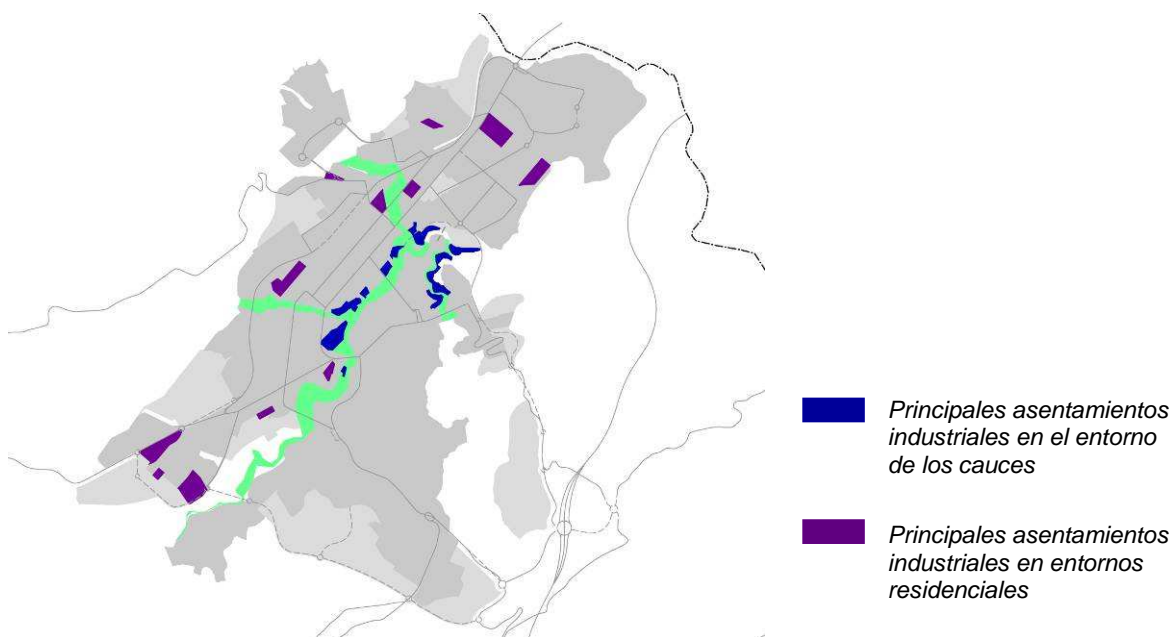 Principales asentamientos
industriales en el entorno
de los cauces
Principales asentamientos
industriales en entornos
residenciales